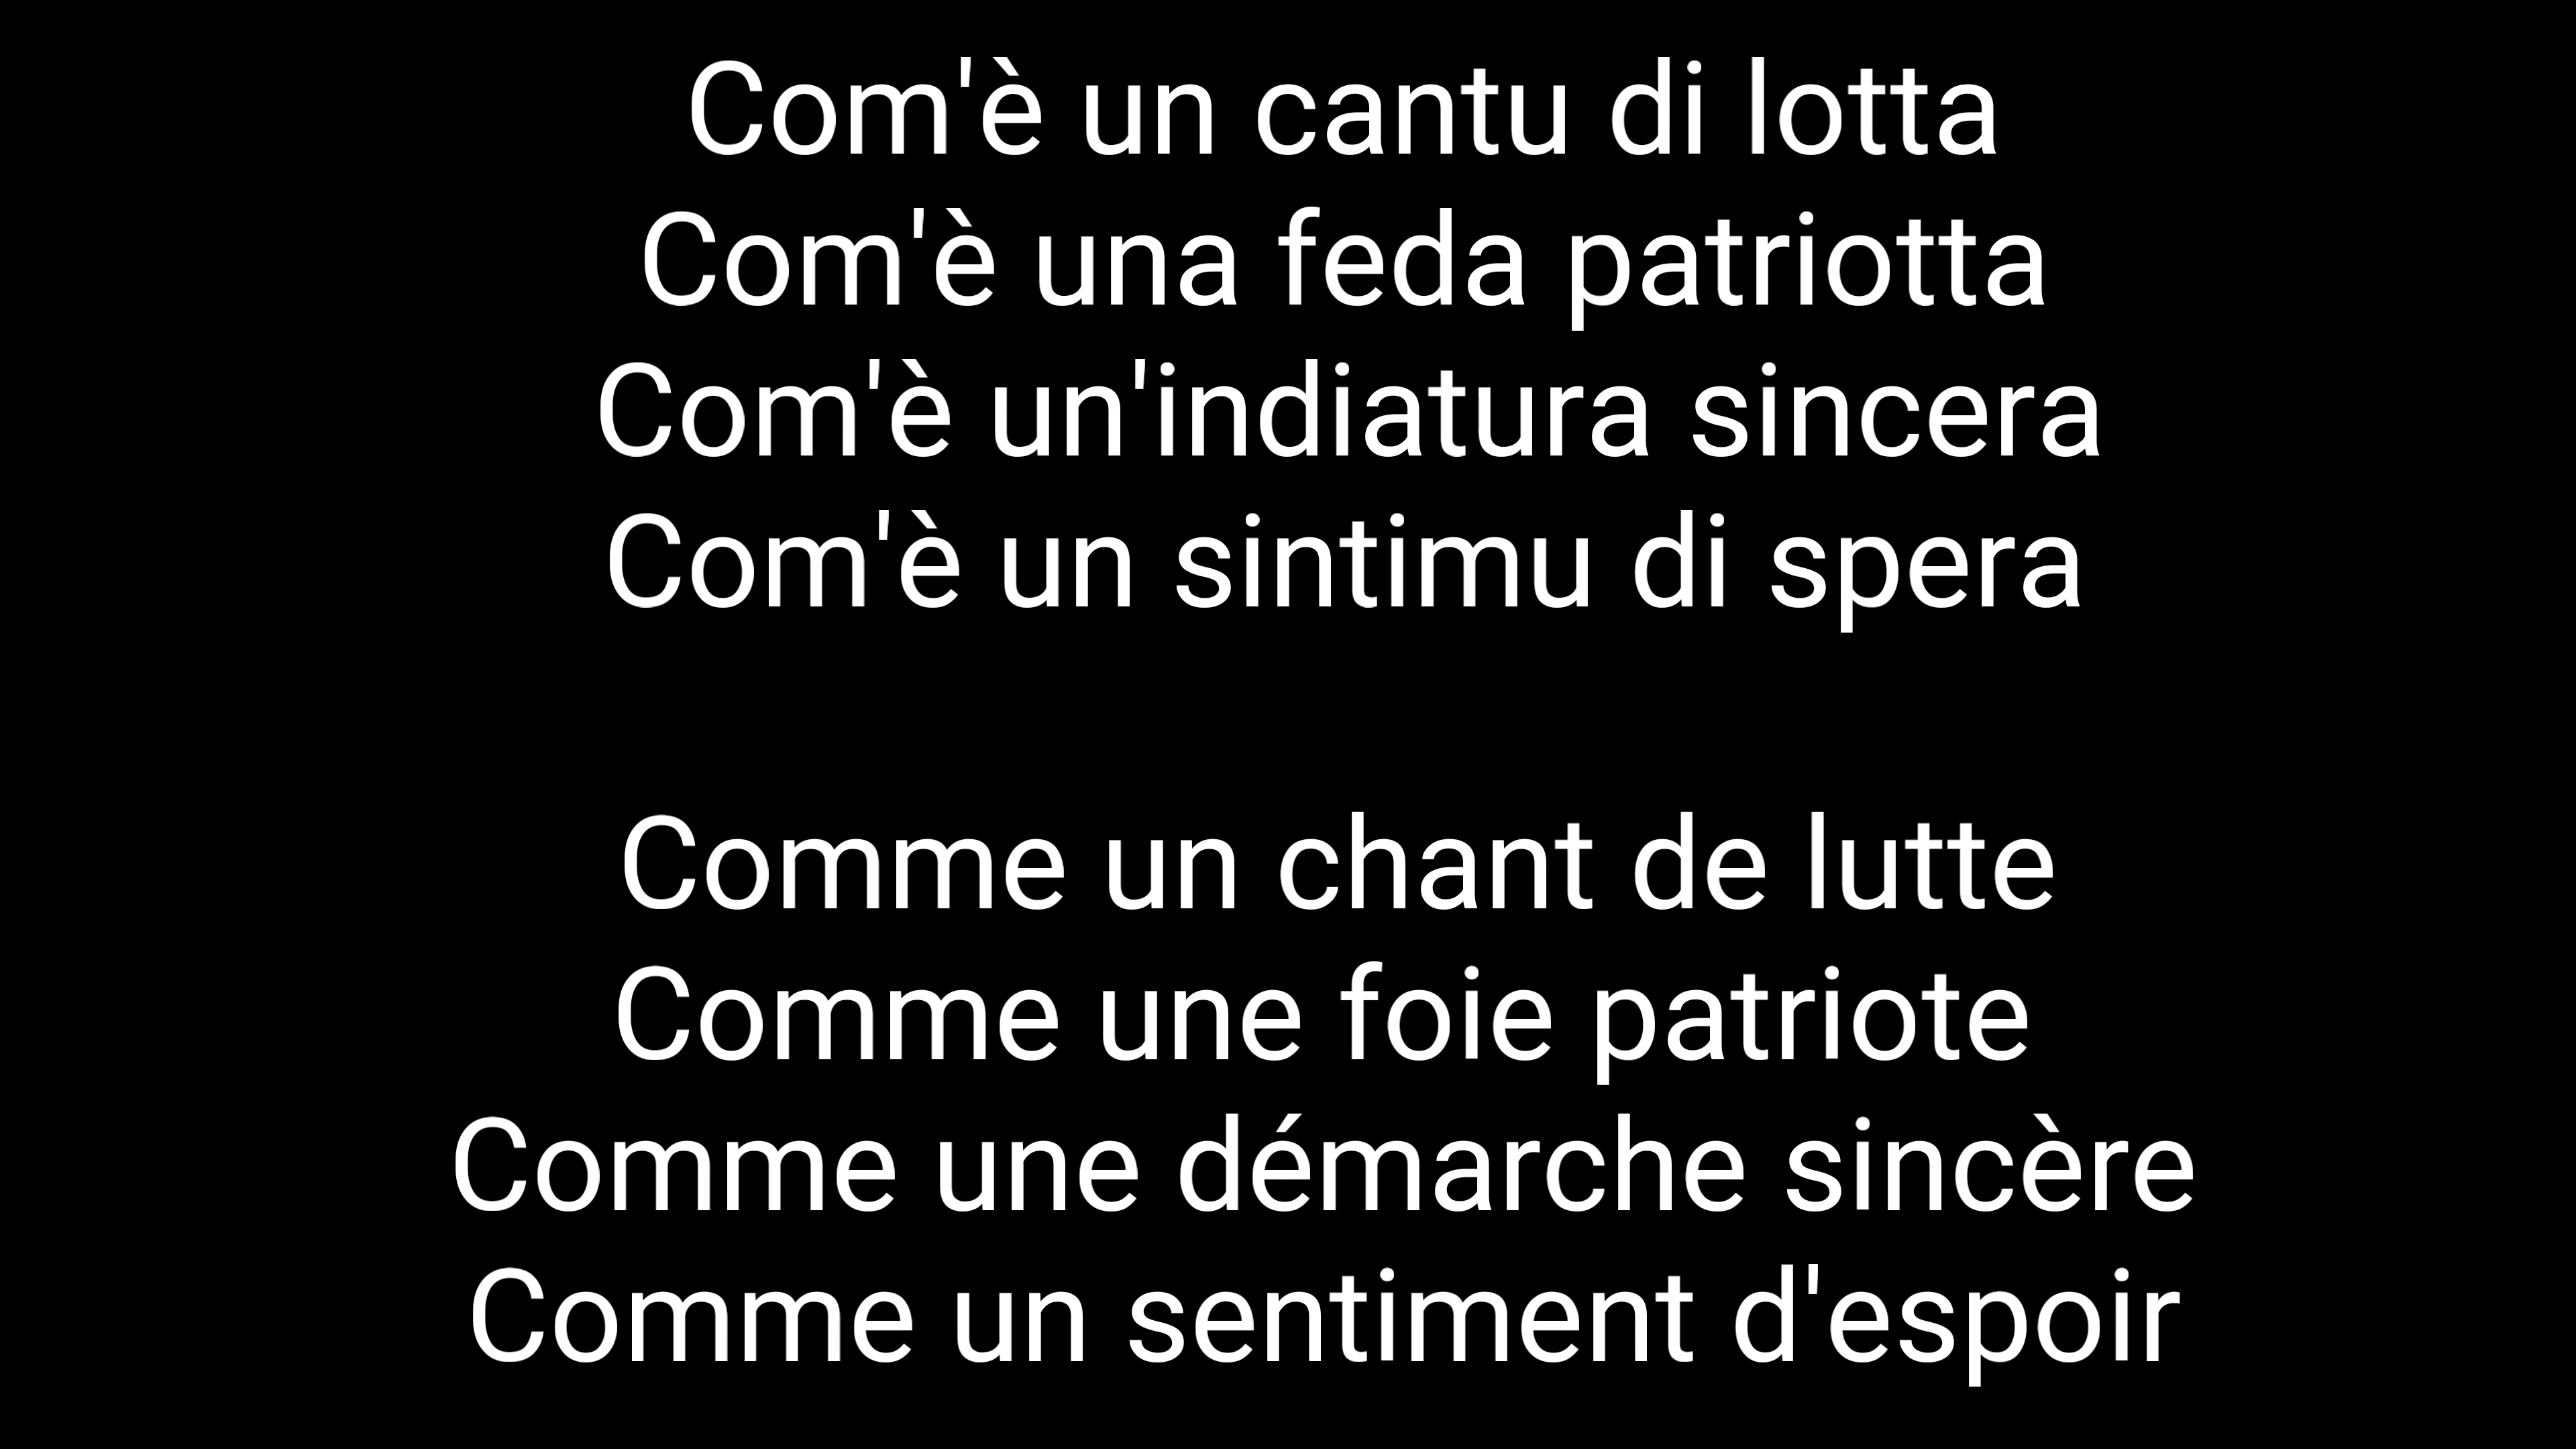 Com'è un cantu di lotta
Com'è una feda patriotta
Com'è un'indiatura sincera
Com'è un sintimu di spera
Comme un chant de lutte
Comme une foie patriote
Comme une démarche sincère
Comme un sentiment d'espoir